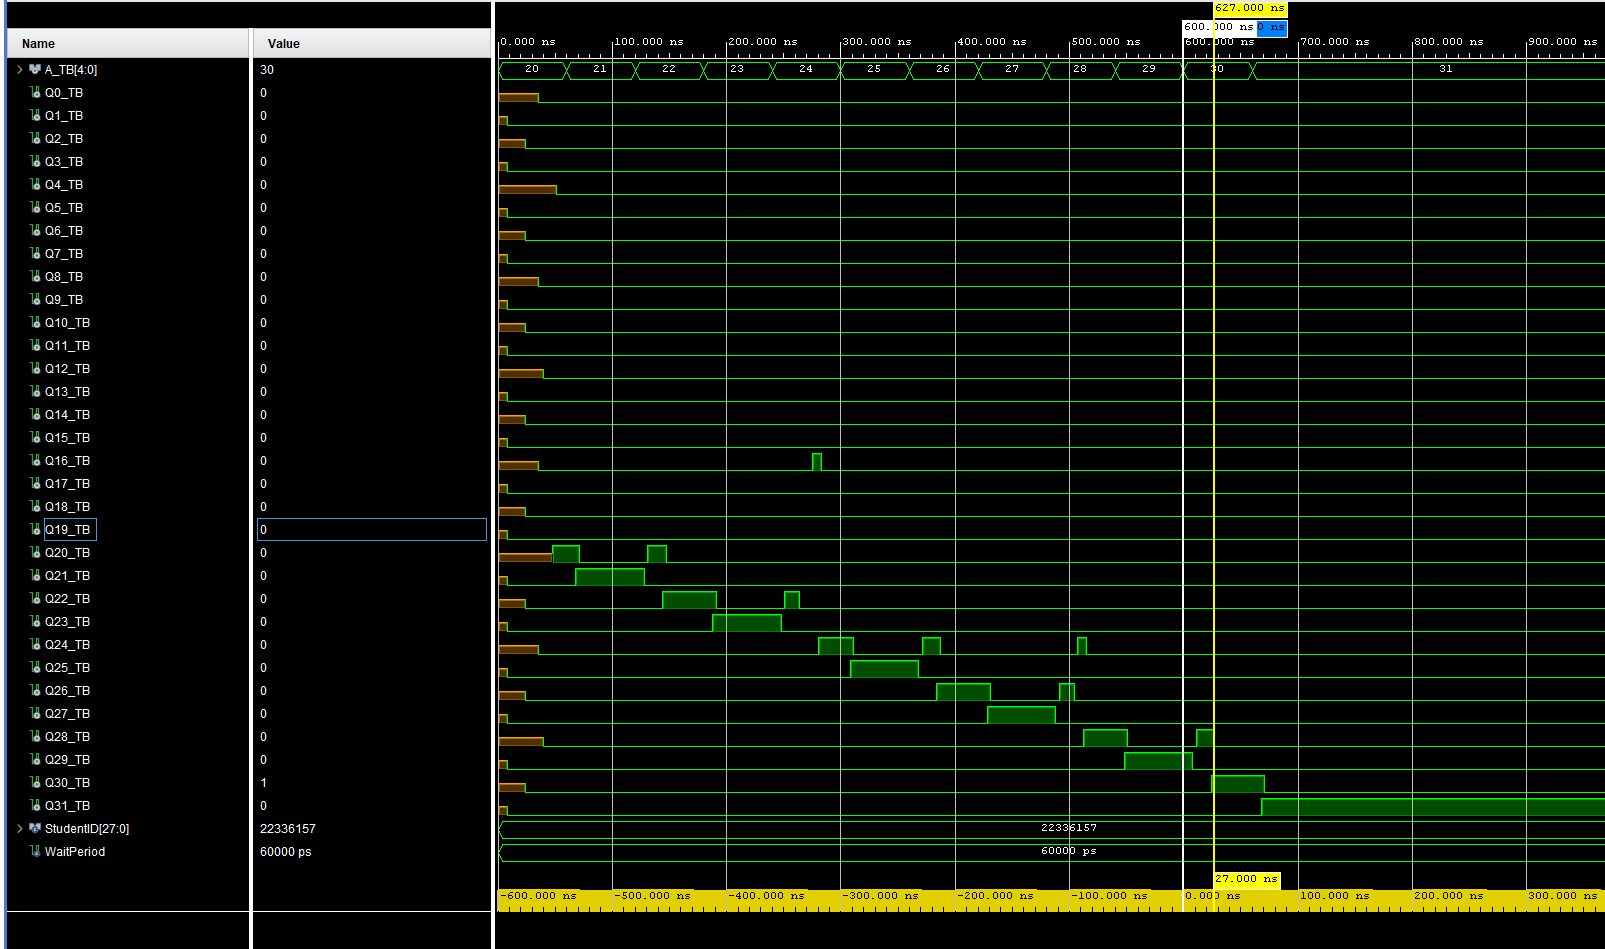 627.000 ns
600.000 ns 0 ns
Name Value 0.000 ns 100.000 ns 200.000 ns 300.000 ns 400.000 ns 500.000 ns 600.000 ns 700.000 ns 800.000 ns 900.000 ns
A_TB[4:0] 30 20 21 22 23 24 25 26 27 28 29 30 31
Q0_TB 0
Q1_TB 0
Q2_TB 0
Q3_TB 0
Q4_TB 0
Q5_TB 0
Q6_TB 0
Q7_TB 0
Q8_TB 0
Q9_TB 0
Q10_TB 0
Q11_TB 0
Q12_TB 0
Q13_TB 0
Q14_TB 0
Q15_TB 0
Q16_TB 0
Q17_TB 0
Q18_TB 0
Q19_TB 0
Q20_TB 0
Q21_TB 0
Q22_TB 0
Q23_TB 0
Q24_TB 0
Q25_TB 0
Q26_TB 0
Q27_TB 0
Q28_TB 0
Q29_TB 0
Q30_TB 1
Q31_TB 0
StudentID[27:0] 22336157 22336157
WaitPeriod 60000 ps 60000 ps
27.000 ns
-600.000 ns -500.000 ns -400.000 ns -300.000 ns -200.000 ns -100.000 ns 0.000 ns 100.000 ns 200.000 ns 300.000 ns